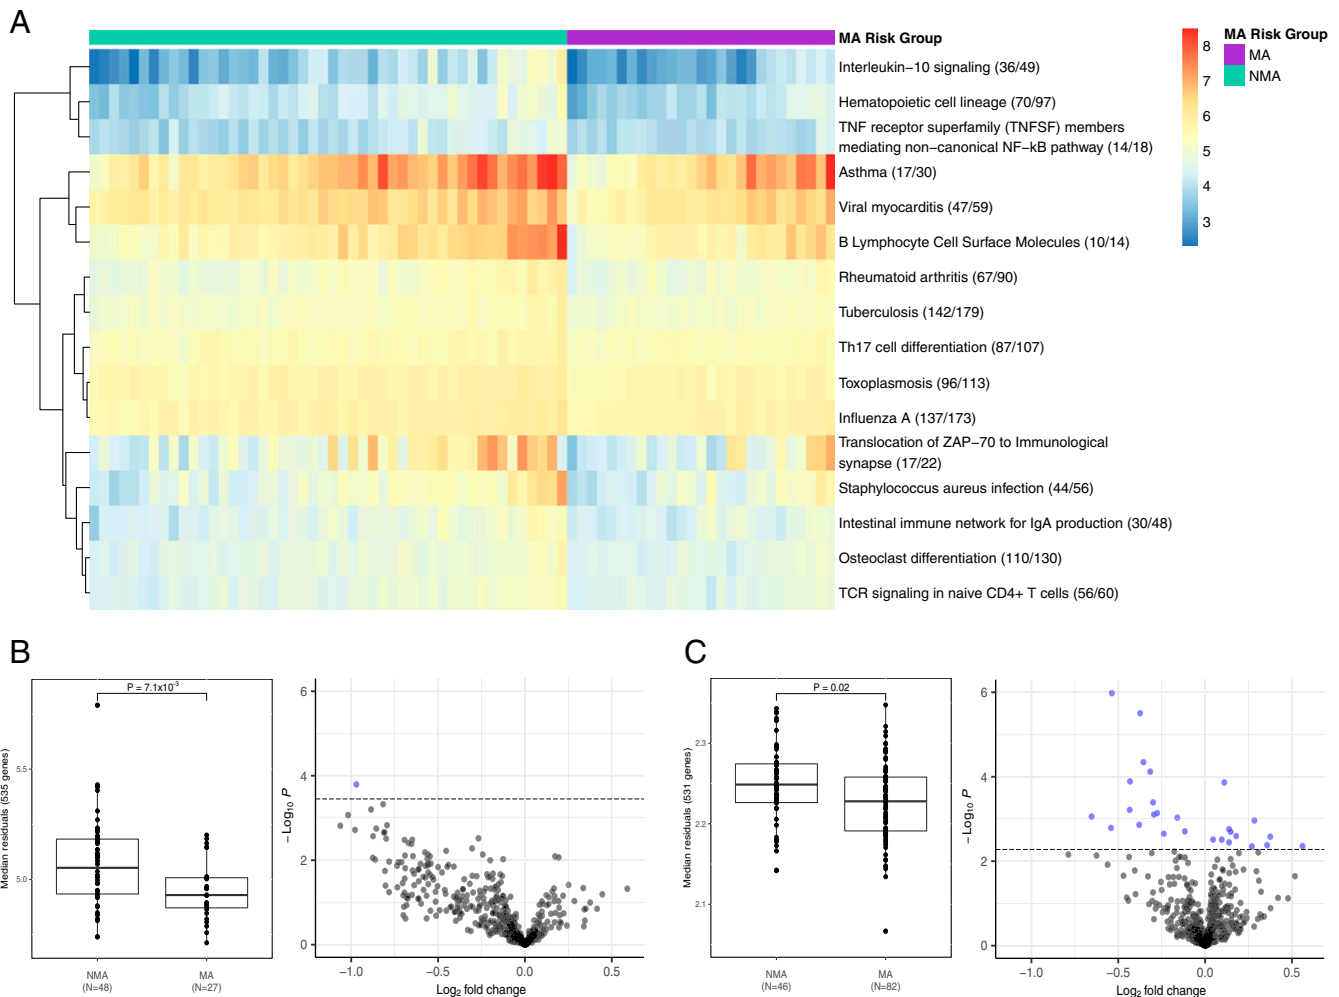 A
MA Risk Group
Interleukin−10 signaling (36/49)
Hematopoietic cell lineage (70/97)
TNF receptor superfamily (TNFSF) members
mediating non−canonical NF−kB pathway (14/18)
Asthma (17/30)
Viral myocarditis (47/59)
B Lymphocyte Cell Surface Molecules (10/14)
Rheumatoid arthritis (67/90)
Tuberculosis (142/179)
Th17 cell differentiation (87/107)
Toxoplasmosis (96/113)
Influenza A (137/173)
Translocation of ZAP−70 to Immunological
synapse (17/22)
Staphylococcus aureus infection (44/56)
Intestinal immune network for IgA production (30/48)
Osteoclast differentiation (110/130)
TCR signaling in naive CD4+ T cells (56/60)
8
7
6
5
4
3
MA Risk Group
MA
NMA
B
Median residuals (535 genes)
5.5
5.0
P = 7.1x10⁻³
NMA
(N=48)
MA
(N=27)
−Log₁₀ P
6
4
2
0
−1.0
−0.5
0.0
0.5
Log₂ fold change
C
Median residuals (531 genes)
2.3
2.2
2.1
P = 0.02
NMA
(N=46)
MA
(N=82)
−Log₁₀ P
6
4
2
0
−1.0
−0.5
0.0
0.5
Log₂ fold change